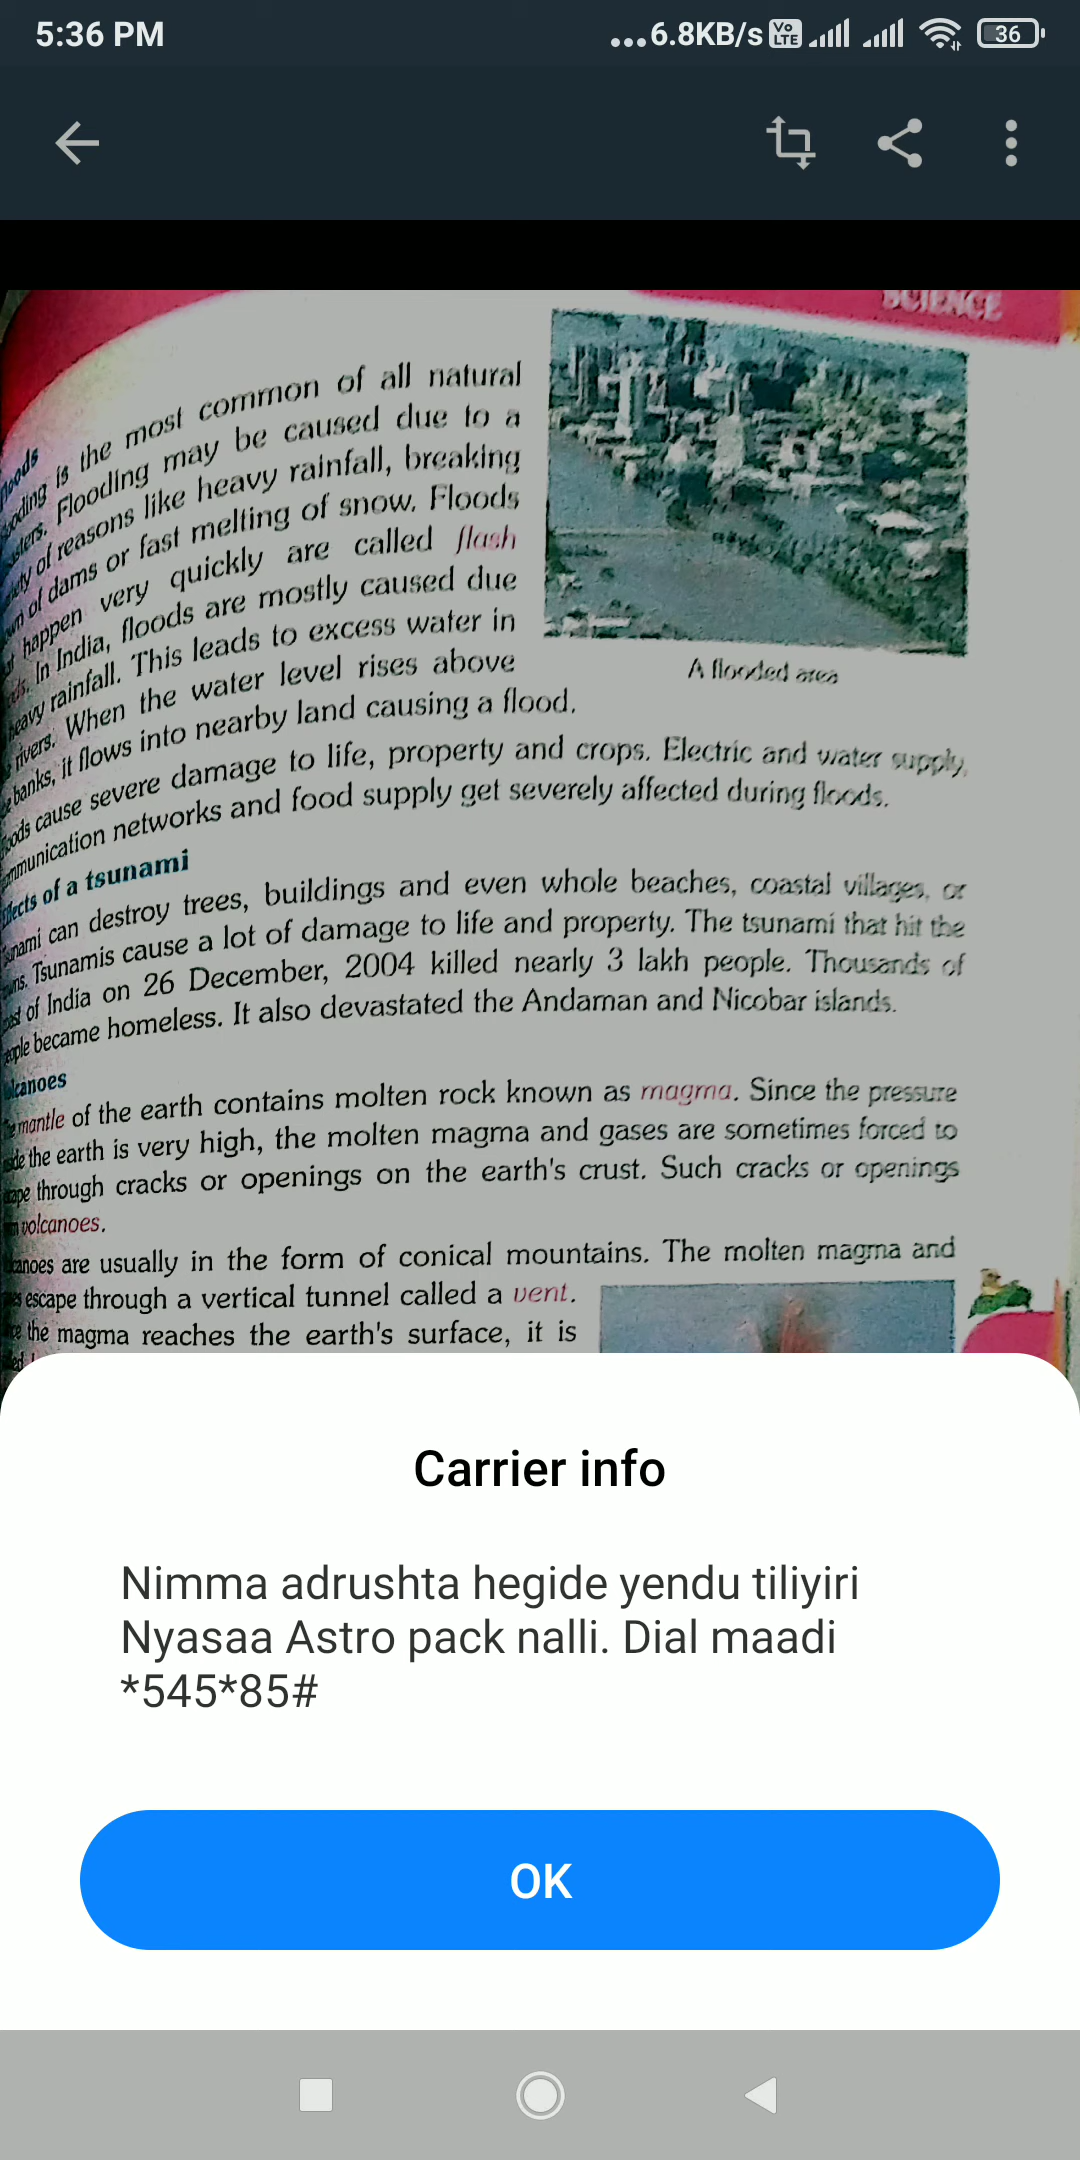 5:36 PM
...6.8KB/s Vo LTE 36
SCIENCE
is the most common of all natural
Flooding may be caused due to a
of reasons like heavy rainfall, breaking
of dams or fast melting of snow. Floods
happen very quickly are called flash
In India, floods are mostly caused due
heavy rainfall. This leads to excess water in
rivers. When the water level rises above
banks, it flows into nearby land causing a flood.
A flooded area
cause severe damage to life, property and crops. Electric and water supply,
networks and food supply get severely affected during floods.
of a tsunami
can destroy trees, buildings and even whole beaches, coastal villages, or
Tsunamis cause a lot of damage to life and property. The tsunami that hit the
of India on 26 December, 2004 killed nearly 3 lakh people. Thousands of
became homeless. It also devastated the Andaman and Nicobar islands.
mantle of the earth contains molten rock known as magma. Since the pressure
the earth is very high, the molten magma and gases are sometimes forced to
through cracks or openings on the earth's crust. Such cracks or openings
volcanoes.
are usually in the form of conical mountains. The molten magma and
escape through a vertical tunnel called a vent.
the magma reaches the earth's surface, it is
Carrier info
Nimma adrushta hegide yendu tiliyiri
Nyasaa Astro pack nalli. Dial maadi
*545*85#
OK